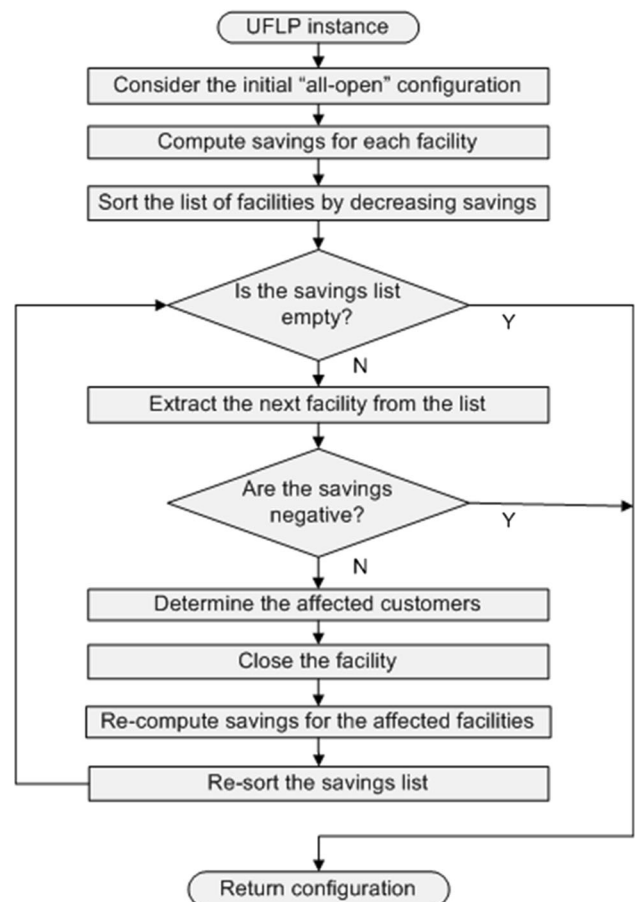 UFLP instance
Consider the initial “all-open” configuration
Compute savings for each facility
Sort the list of facilities by decreasing savings
Is the savings list
empty?
Y
N
Extract the next facility from the list
Are the savings
negative?
Y
N
Determine the affected customers
Close the facility
Re-compute savings for the affected facilities
Re-sort the savings list
Return configuration